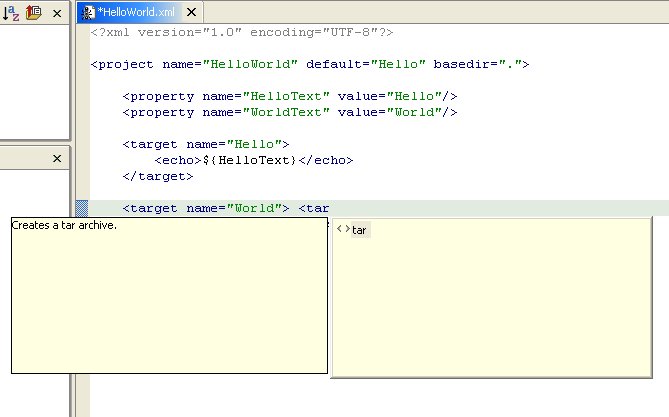 *HelloWorld.xml
<?xml version="1.0" encoding="UTF-8"?>
<project name="HelloWorld" default="Hello" basedir=".">
<property name="HelloText" value="Hello"/>
<property name="WorldText" value="World"/>
<target name="Hello">
<echo>${HelloText}</echo>
</target>
<target name="World"> <tar
Creates a tar archive.
<> tar